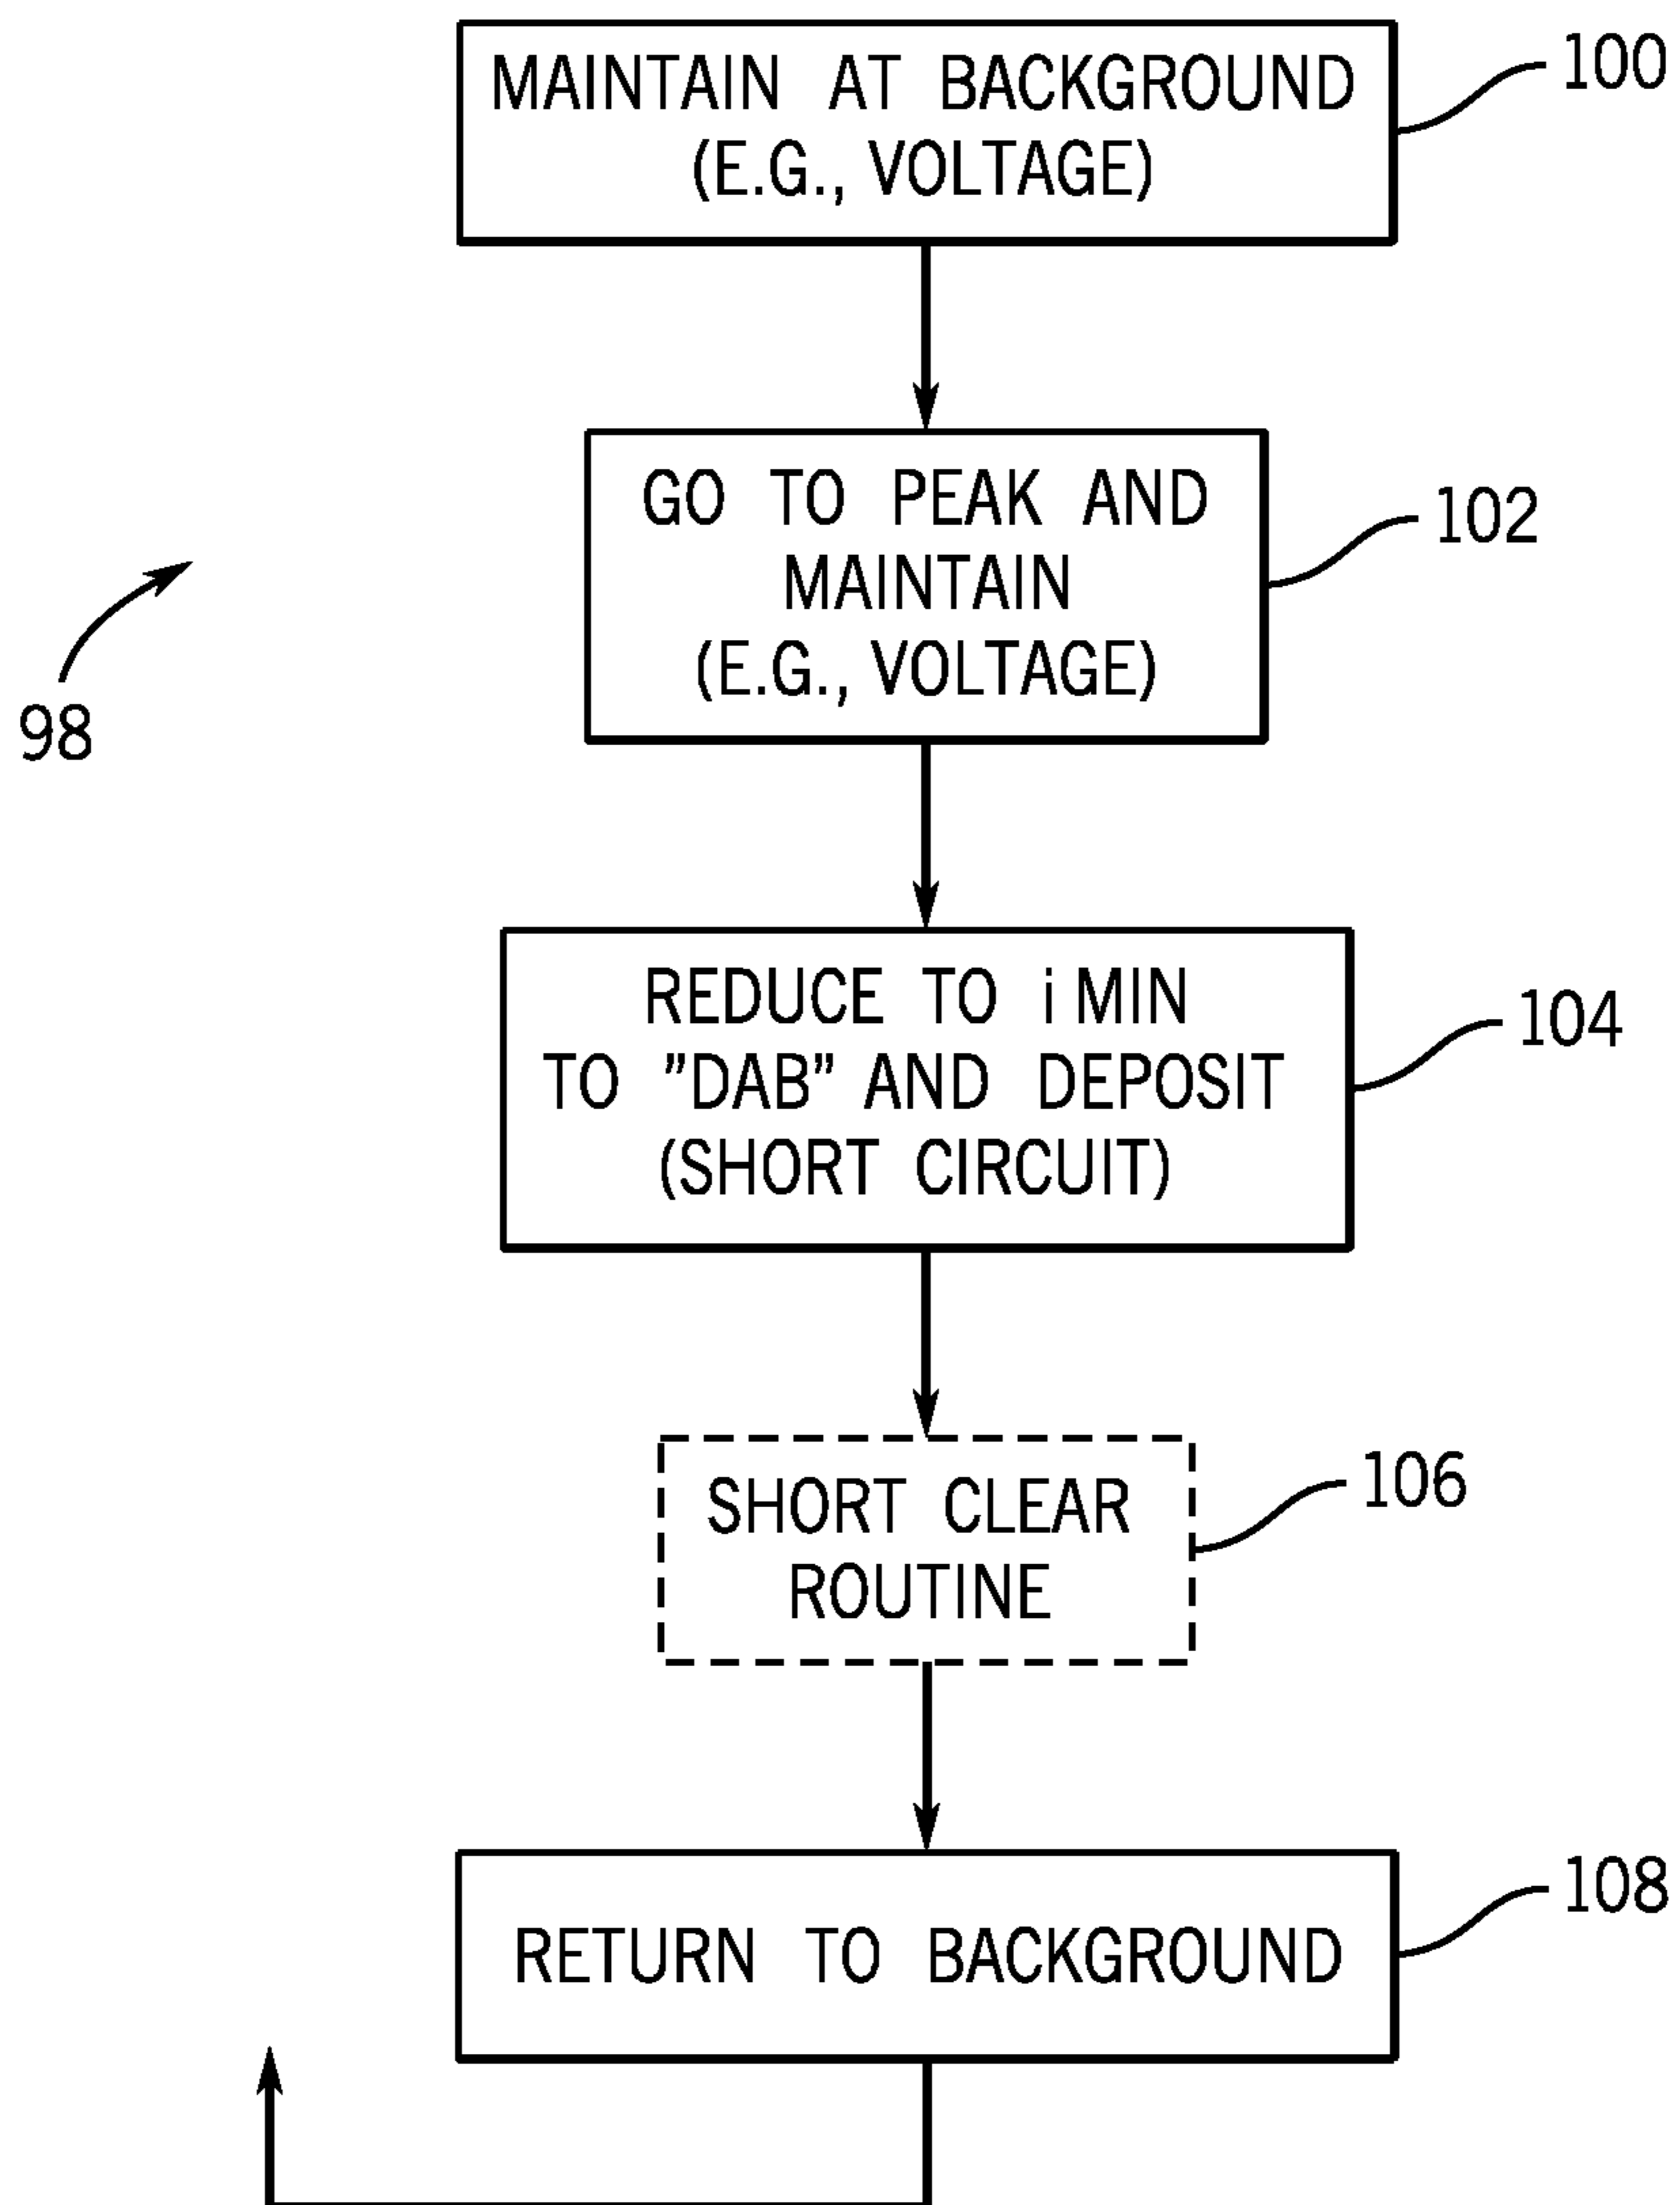 MAINTAIN AT BACKGROUND
(E.G., VOLTAGE)
100
GO TO PEAK AND
MAINTAIN
(E.G., VOLTAGE)
102
98
REDUCE TO i MIN
TO ”DAB” AND DEPOSIT
(SHORT CIRCUIT)
104
SHORT CLEAR
ROUTINE
106
RETURN TO BACKGROUND
108